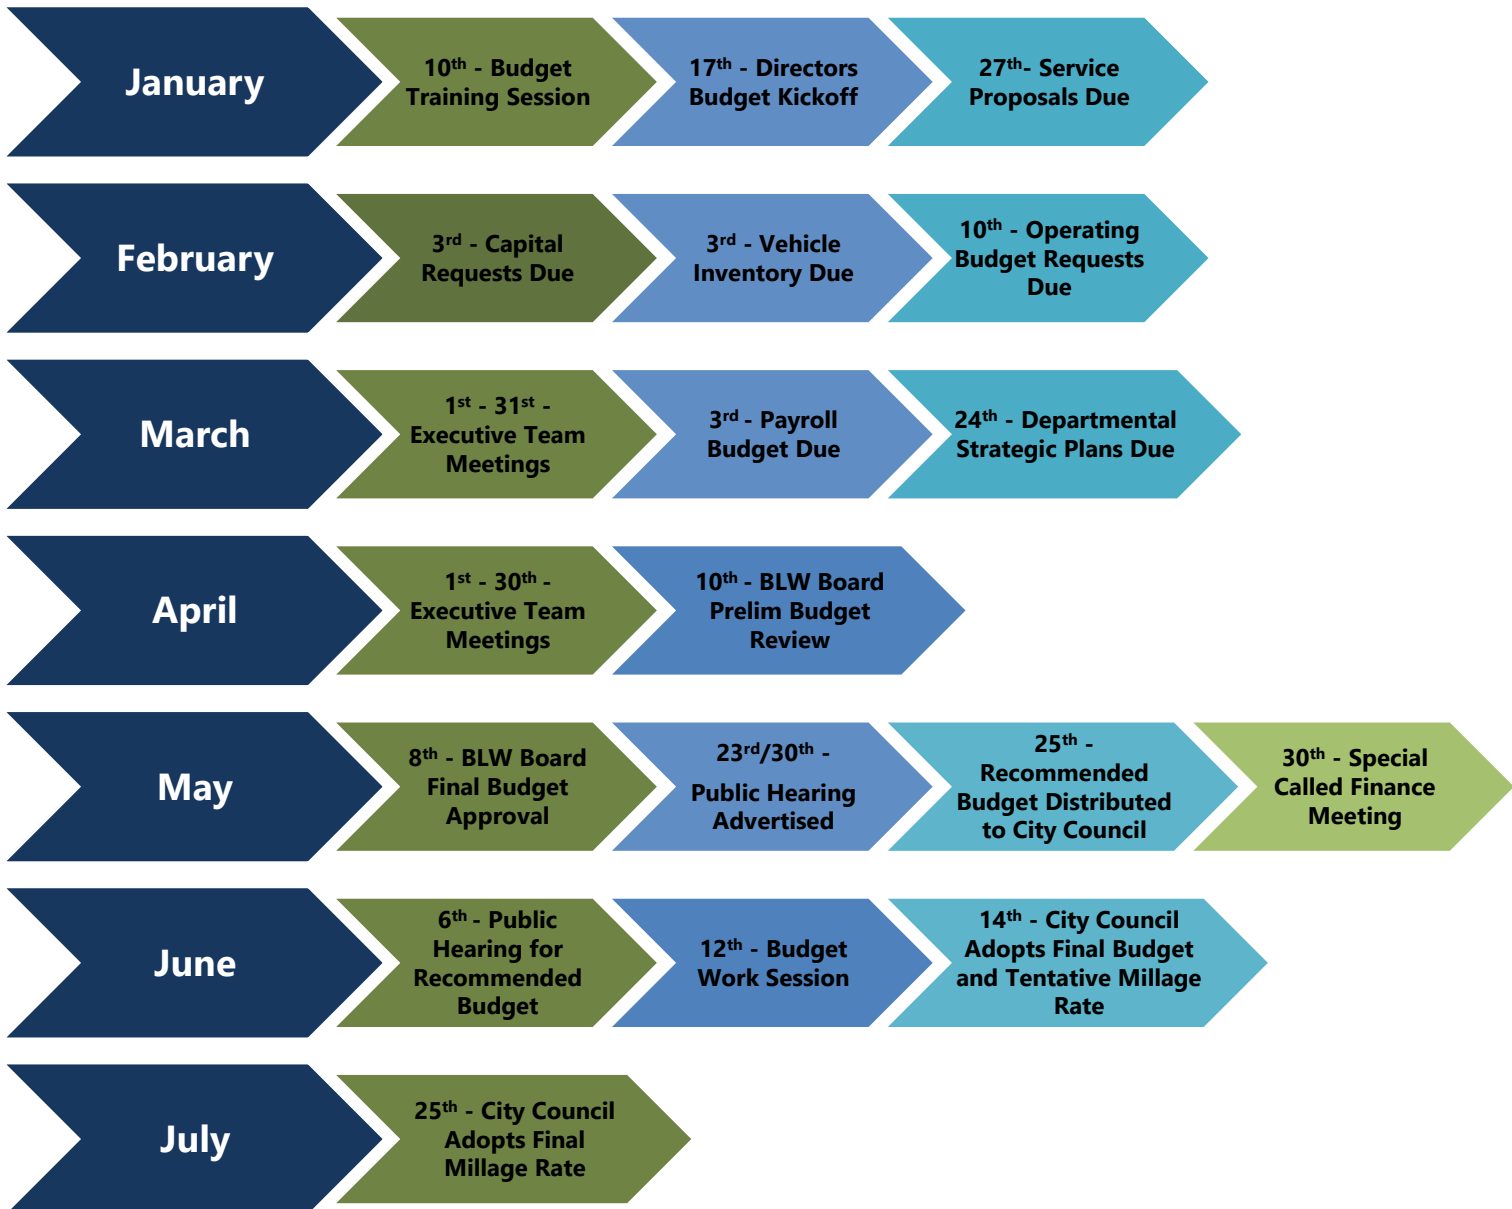 January
10th - Budget
Training Session
17th - Directors
Budget Kickoff
27th- Service
Proposals Due
February
3rd - Capital
Requests Due
3rd - Vehicle
Inventory Due
10th - Operating
Budget Requests
Due
March
1st - 31st -
Executive Team
Meetings
3rd - Payroll
Budget Due
24th - Departmental
Strategic Plans Due
April
1st - 30th -
Executive Team
Meetings
10th - BLW Board
Prelim Budget
Review
May
8th - BLW Board
Final Budget
Approval
23rd/30th -
Public Hearing
Advertised
25th -
Recommended
Budget Distributed
to City Council
30th - Special
Called Finance
Meeting
June
6th - Public
Hearing for
Recommended
Budget
12th - Budget
Work Session
14th - City Council
Adopts Final Budget
and Tentative Millage
Rate
July
25th - City Council
Adopts Final
Millage Rate